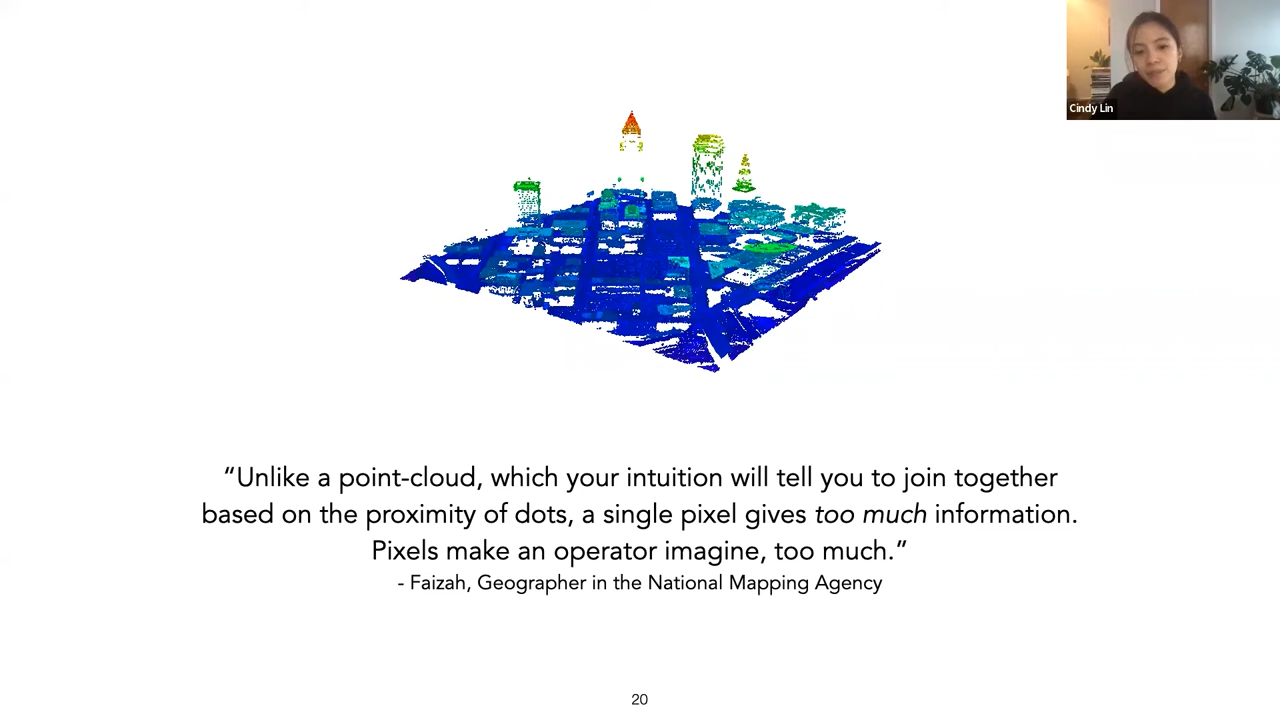 Cindy Lin
“Unlike a point-cloud, which your intuition will tell you to join together
based on the proximity of dots, a single pixel gives too much information.
Pixels make an operator imagine, too much.”
- Faizah, Geographer in the National Mapping Agency
20